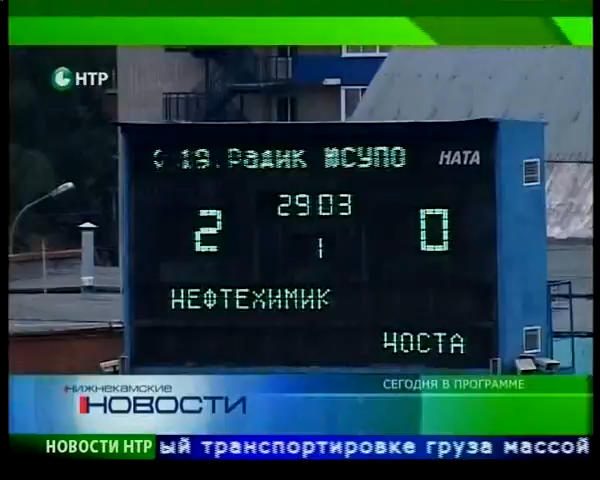 НТР
19. Радик ЮСУПО
НАТА
2
29 03
0
1
НЕФТЕХИМИК
ЧОСТА
НИЖНЕКАМСКИЕ
НОВОСТИ
СЕГОДНЯ В ПРОГРАММЕ
НОВОСТИ НТР
ый транспортировке груза массой